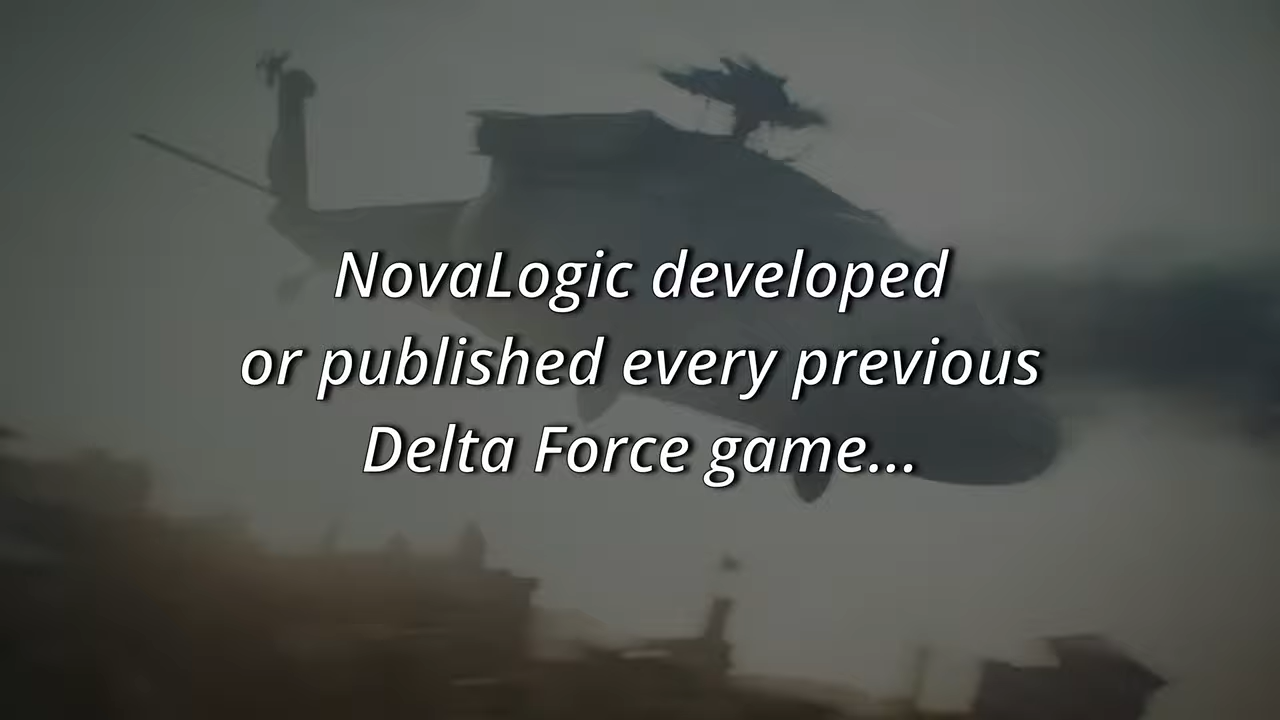 NovaLogic developed
or published every previous
Delta Force game...